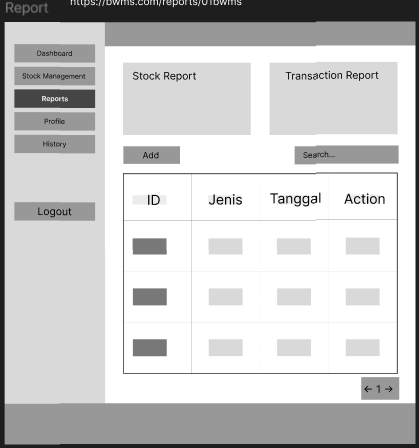 Report
https://bwms.com/reports/01bwms
Dashboard
Stock Management
Reports
Profile
History
Logout
Stock Report
Transaction Report
Add
Search...
ID Jenis Tanggal Action
← 1 →